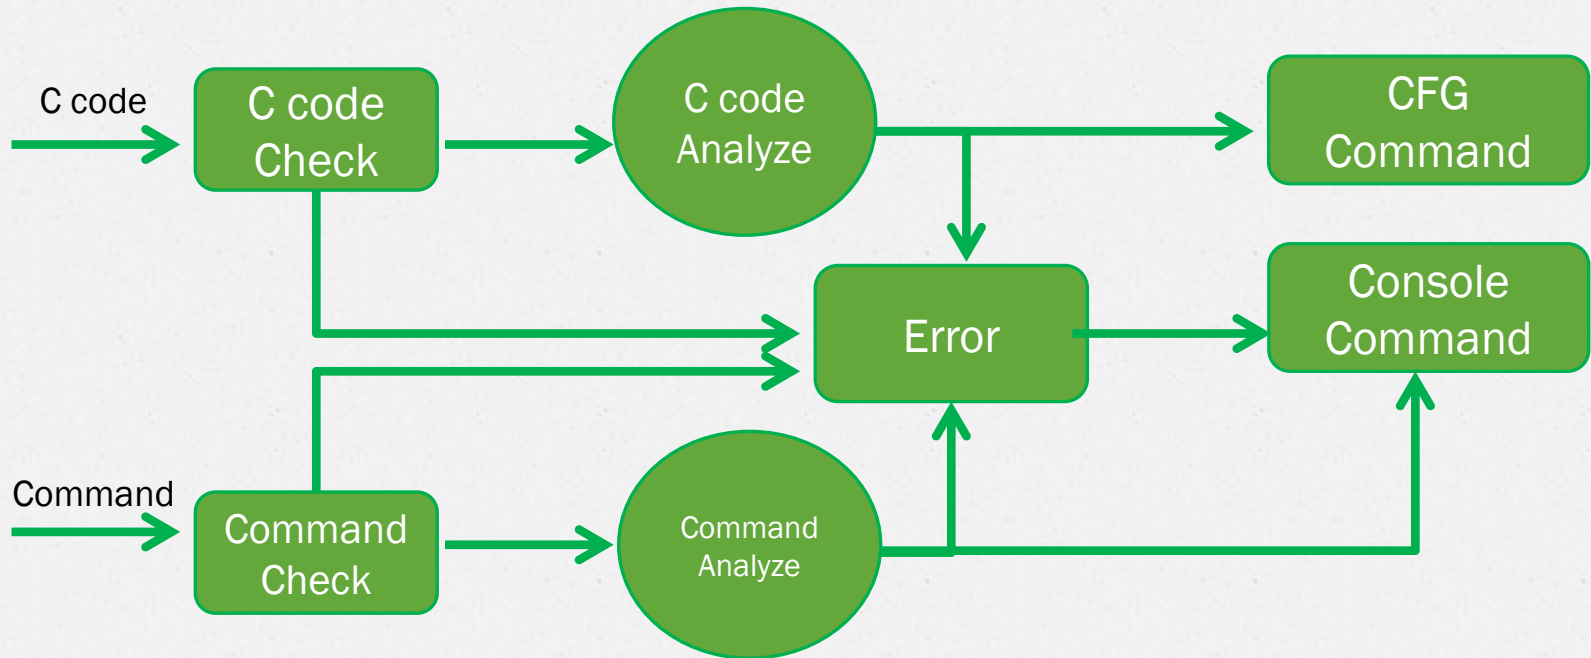 C code
C code
Check
C code
Analyze
CFG
Command
Error
Console
Command
Command
Command
Check
Command
Analyze